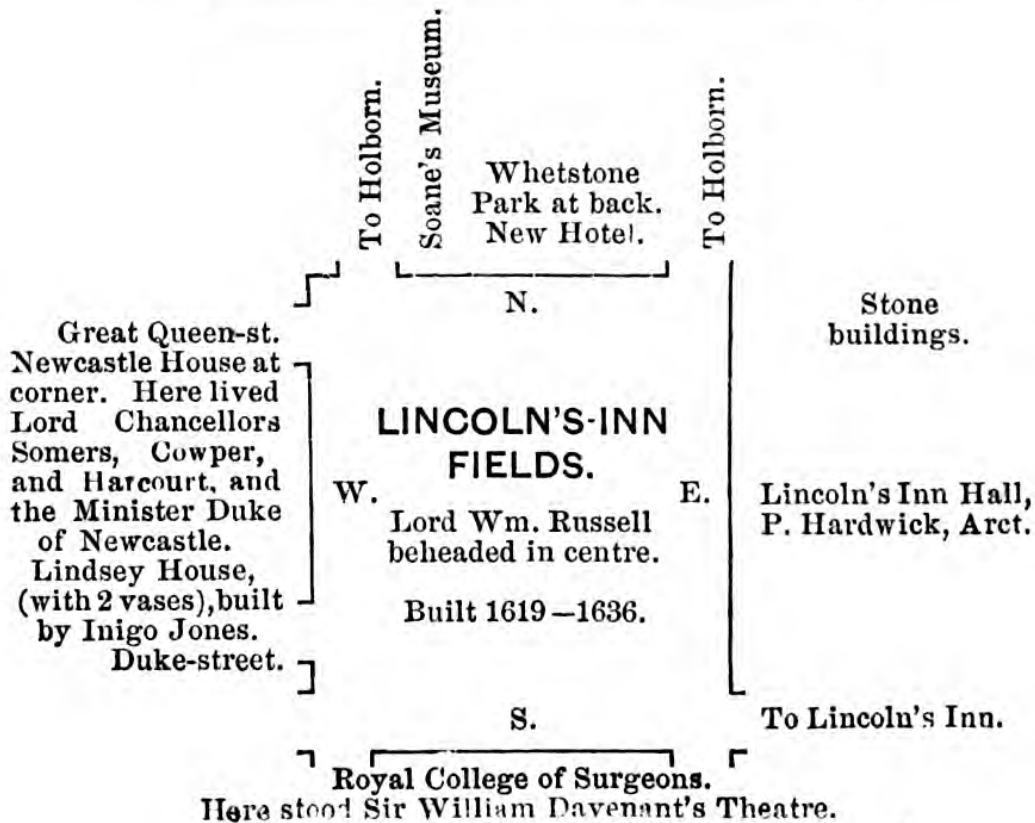 To Holborn.
Soane's Museum.
Whetstone
Park at back.
New Hotel.
To Holborn.
N.
Great Queen-st.
Newcastle House at
corner. Here lived
Lord Chancellors
Somers, Cowper,
and Harcourt, and
the Minister Duke
of Newcastle.
Lindsey House,
(with 2 vases), built
by Inigo Jones.
Duke-street.
W.
LINCOLN'S-INN
FIELDS.
Lord Wm. Russell
beheaded in centre.
Built 1619—1636.
E.
Stone
buildings.
Lincoln's Inn Hall,
P. Hardwick, Arct.
To Lincoln's Inn.
S.
Royal College of Surgeons.
Here stood Sir William Davenant's Theatre.